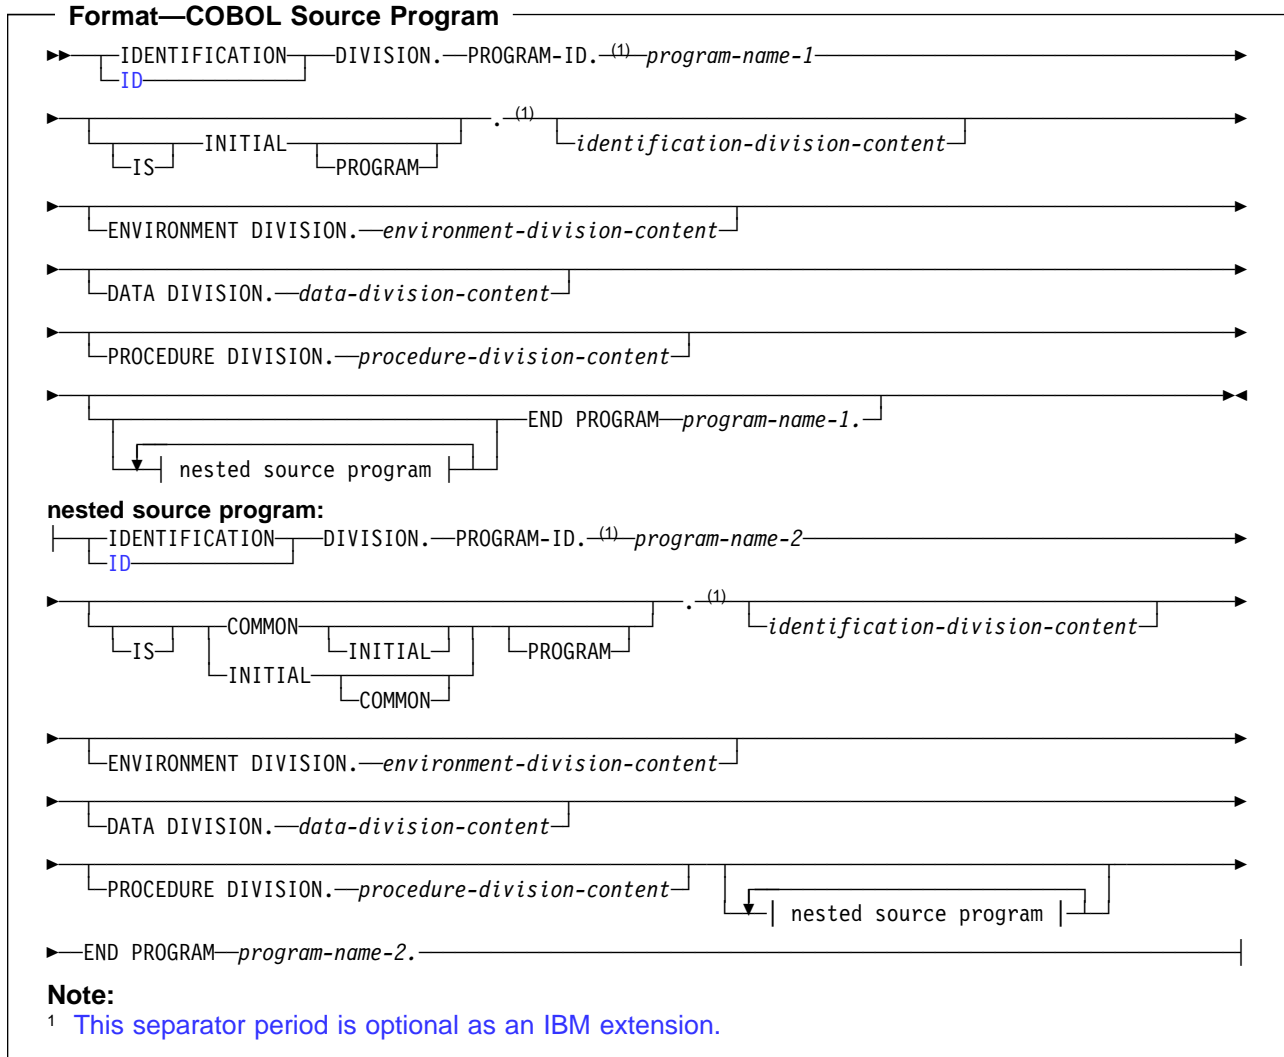 Format—COBOL Source Program
IDENTIFICATION DIVISION. PROGRAM-ID. (1) program-name-1
ID
. (1)
INITIAL identification-division-content
IS PROGRAM
ENVIRONMENT DIVISION. environment-division-content
DATA DIVISION. data-division-content
PROCEDURE DIVISION. procedure-division-content
END PROGRAM program-name-1.
nested source program
nested source program:
IDENTIFICATION DIVISION. PROGRAM-ID. (1) program-name-2
ID
. (1)
COMMON identification-division-content
IS INITIAL PROGRAM
INITIAL
COMMON
ENVIRONMENT DIVISION. environment-division-content
DATA DIVISION. data-division-content
PROCEDURE DIVISION. procedure-division-content
nested source program
END PROGRAM program-name-2.
Note:
1 This separator period is optional as an IBM extension.